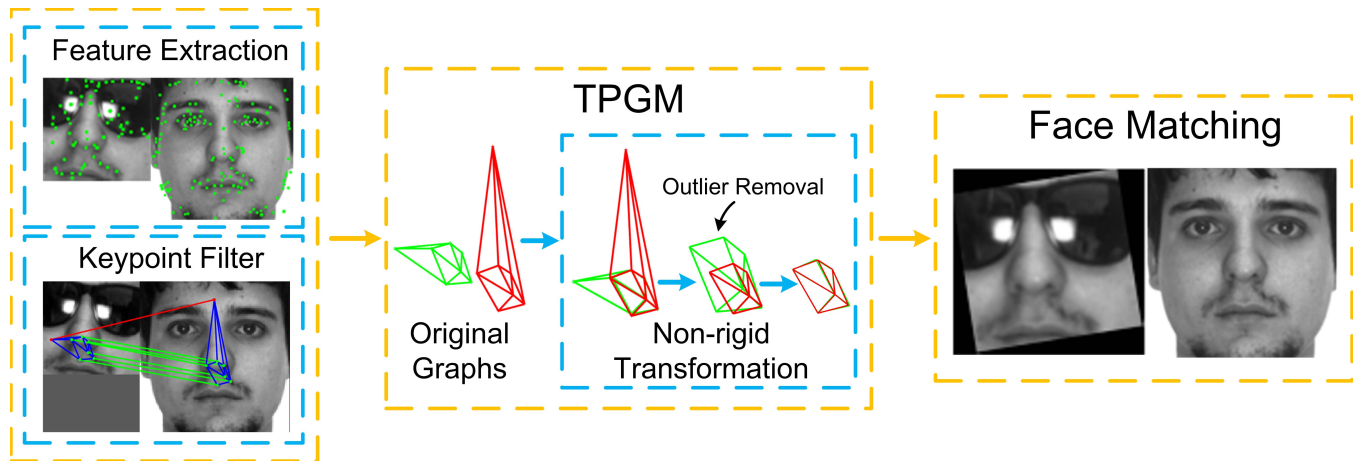 Feature Extraction
Keypoint Filter
TPGM
Outlier Removal
Original
Graphs
Non-rigid
Transformation
Face Matching